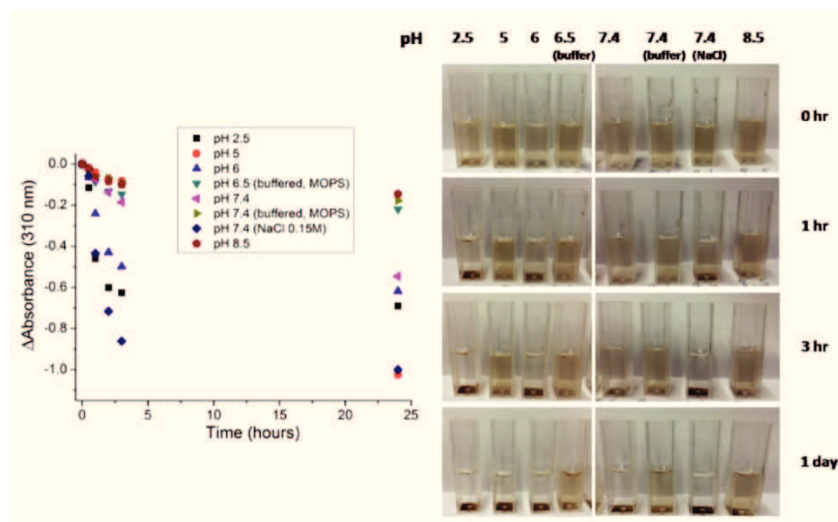 pH 2.5 5 6 6.5 7.4 7.4 7.4 8.5
(buffer) (buffer) (NaCl)
0 hr
1 hr
3 hr
1 day
pH 2.5
pH 5
pH 6
pH 6.5 (buffered, MOPS)
pH 7.4
pH 7.4 (buffered, MOPS)
pH 7.4 (NaCl 0.15M)
pH 8.5
ΔAbsorbance (310 nm)
0.0
-0.2
-0.4
-0.6
-0.8
-1.0
0 5 10 15 20 25
Time (hours)